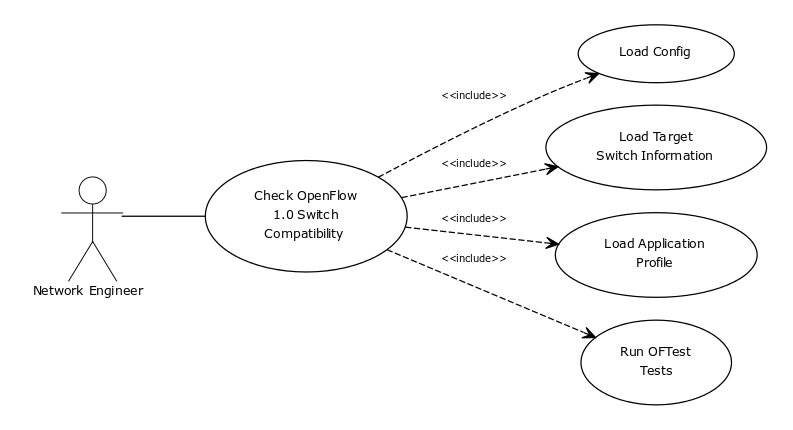 Load Config
<<include>>
Load Target
Switch Information
<<include>>
Check OpenFlow
1.0 Switch
Compatibility
<<include>>
Load Application
Profile
<<include>>
Network Engineer
Run OFTest
Tests